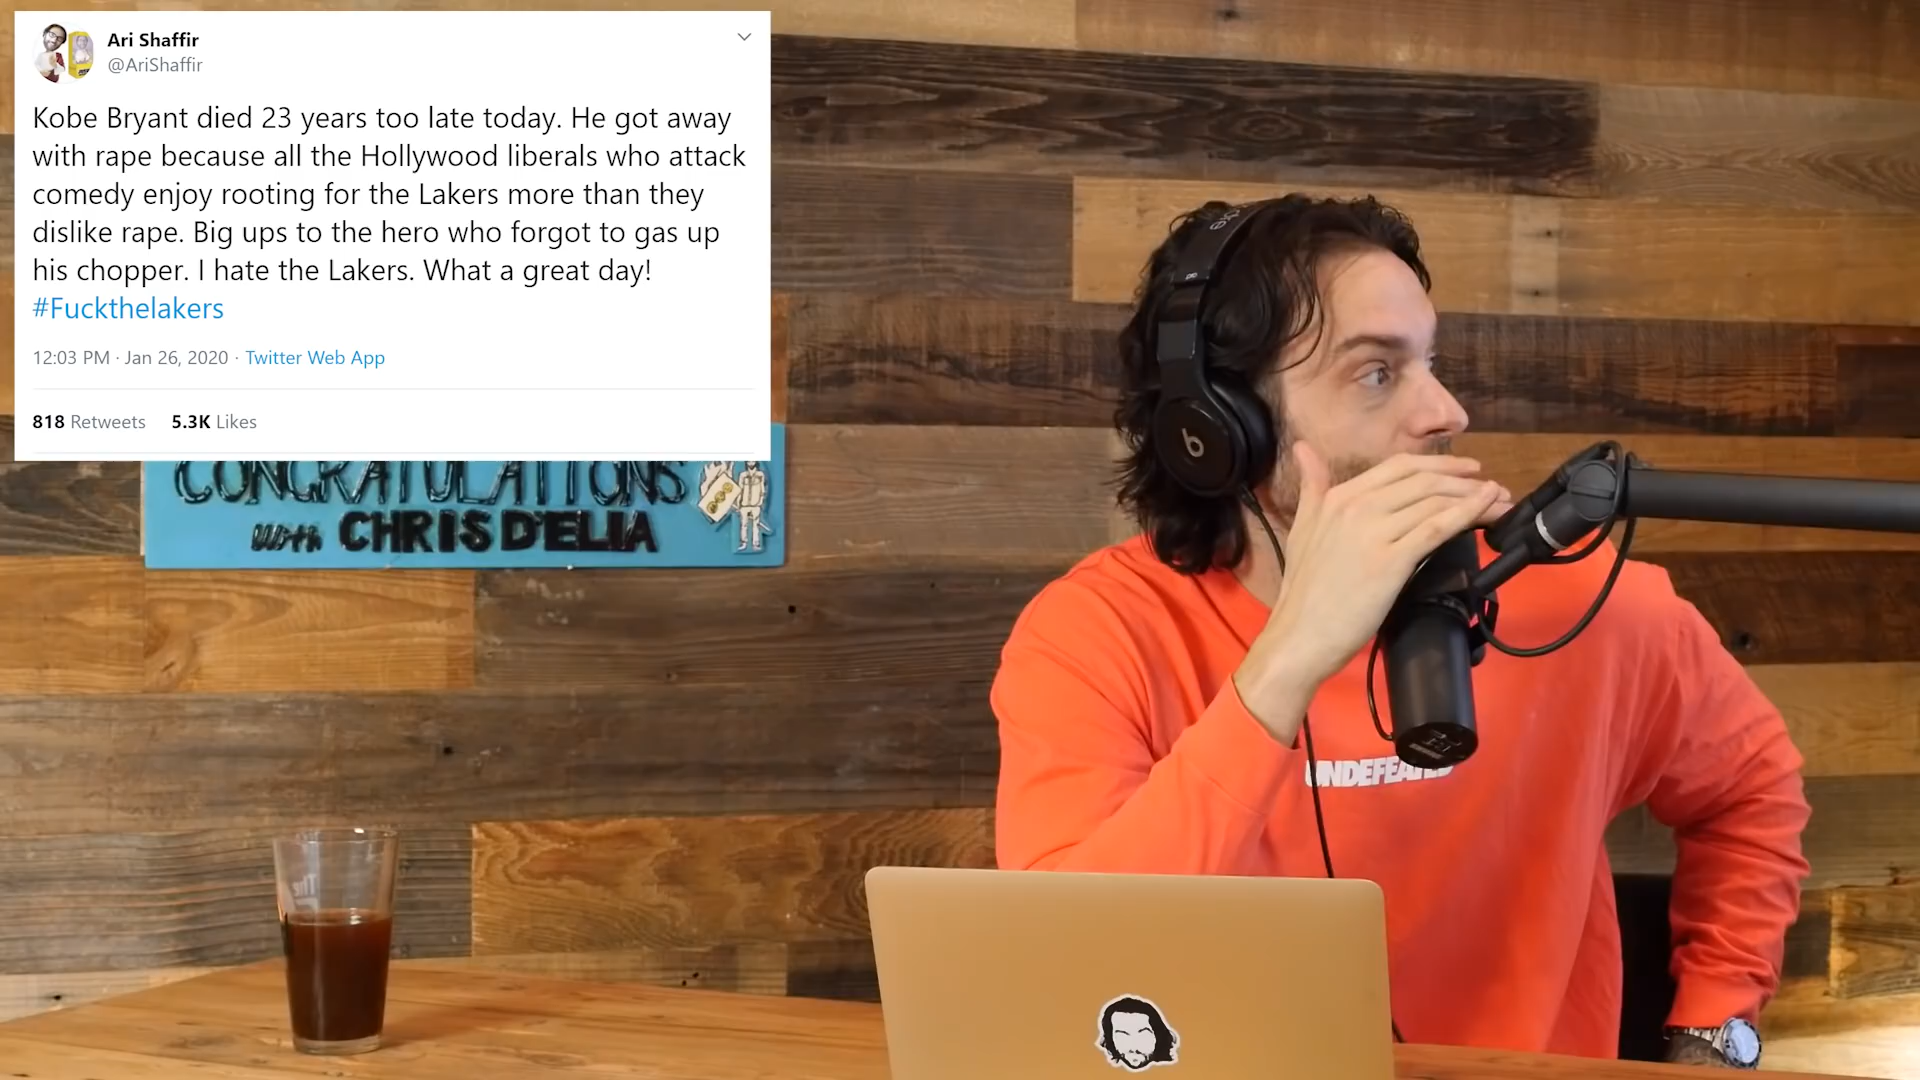 Ari Shaffir
@AriShaffir
Kobe Bryant died 23 years too late today. He got away
with rape because all the Hollywood liberals who attack
comedy enjoy rooting for the Lakers more than they
dislike rape. Big ups to the hero who forgot to gas up
his chopper. I hate the Lakers. What a great day!
#Fuckthelakers
12:03 PM · Jan 26, 2020 · Twitter Web App
818 Retweets 5.3K Likes
CONGRATULATIONS
with CHRIS D'ELIA
UNDEFEATED
The